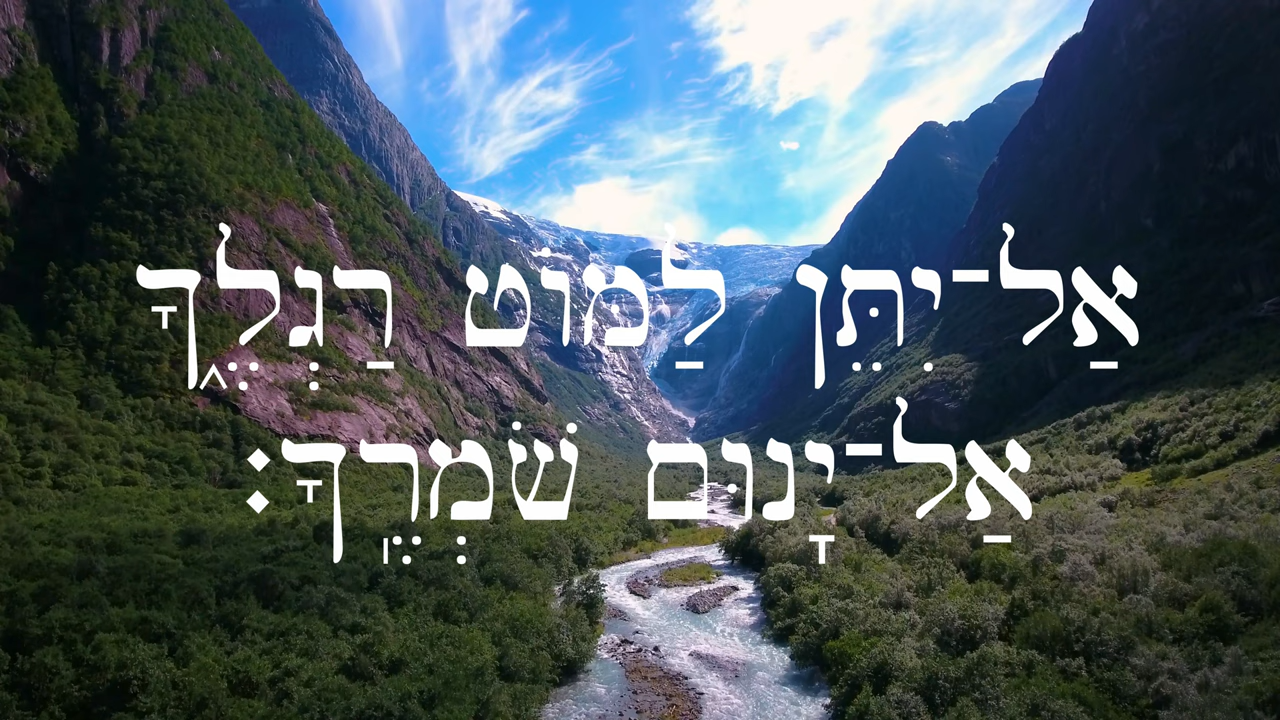 אַל־יִתֵּן לַמּוֹט רַגְלֶ֑ךָ
אַל־יָנוּם שֹׁמְרֶֽךָ׃